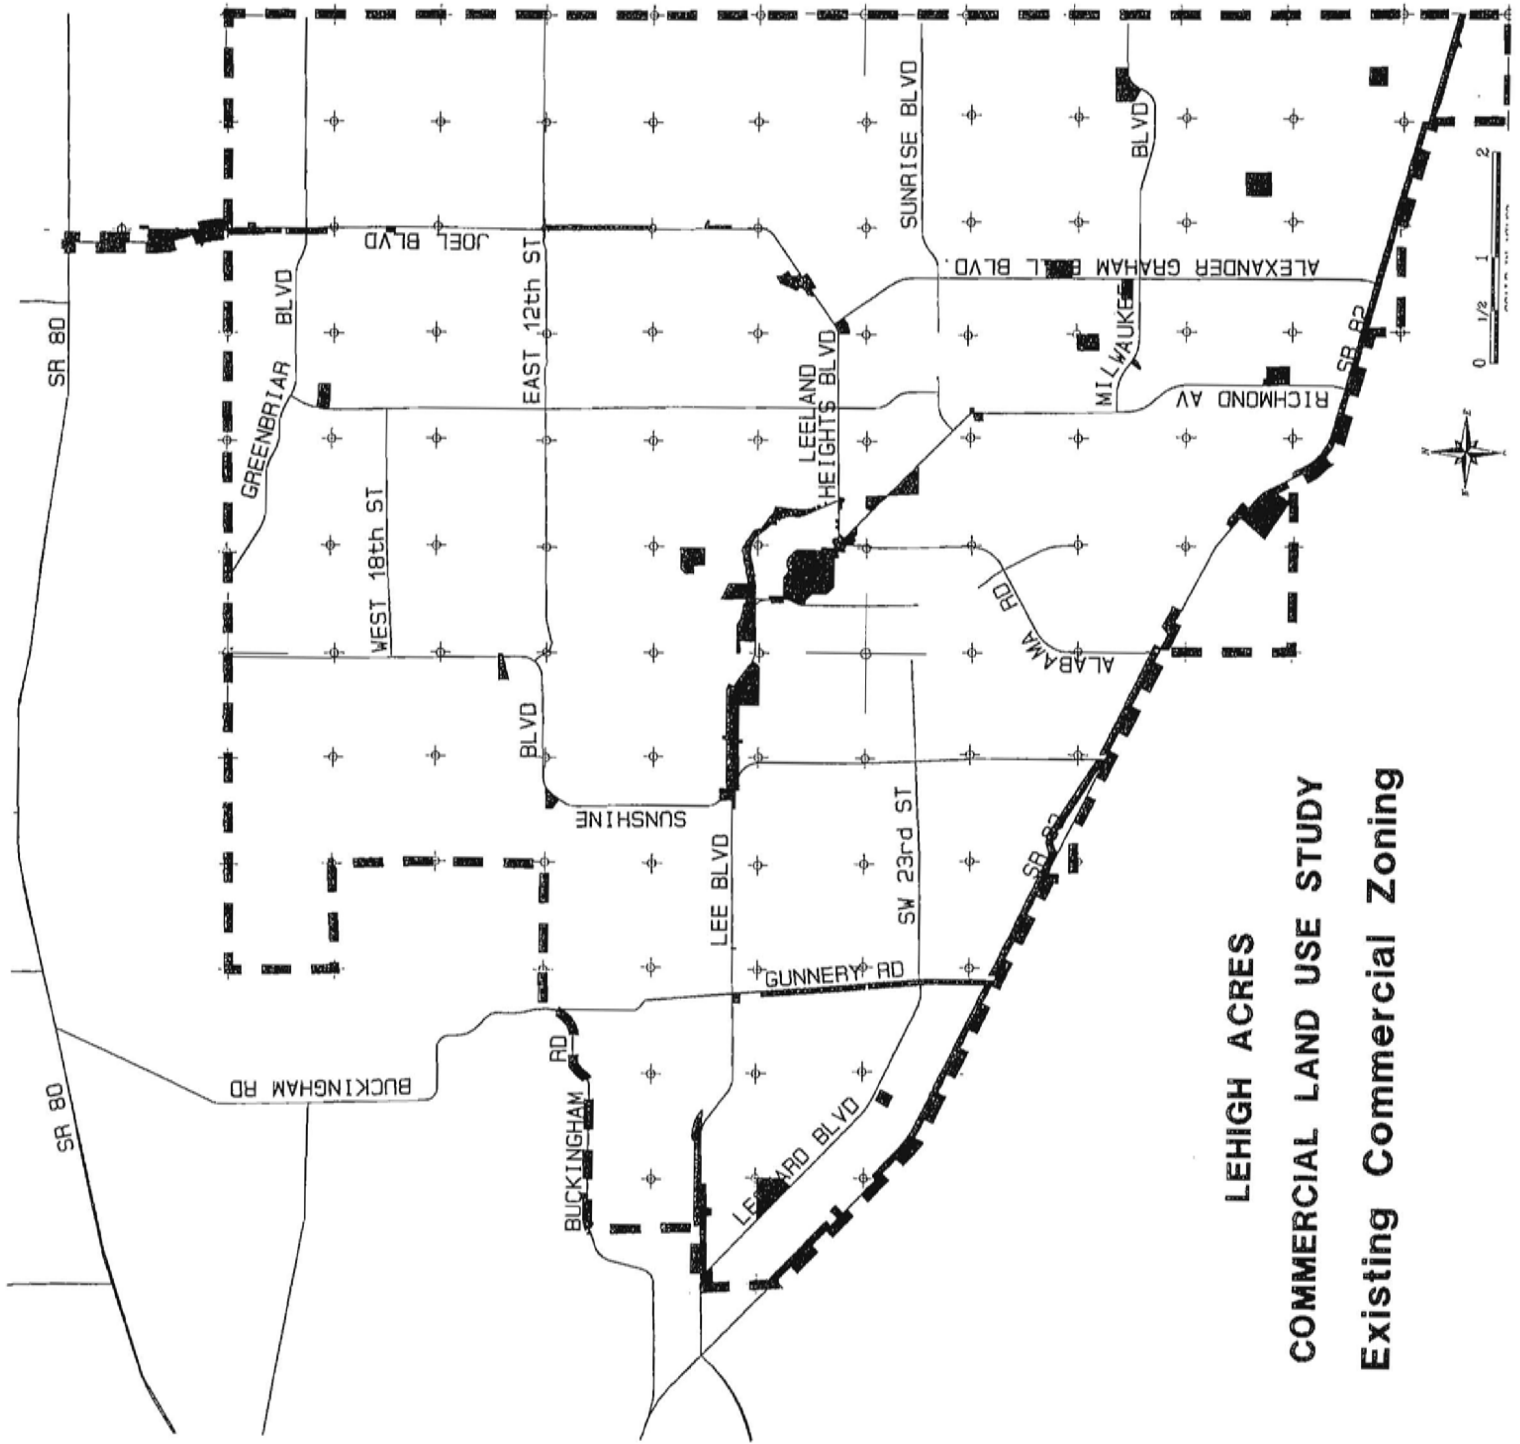 SR 80
SR 80
GREENBRIAR
BLVD
WEST 18th ST
JOEL BLVD
EAST 12th ST
BLVD
SUNSHINE
LEELAND
HEIGHTS BLVD
SUNRISE BLVD
ALEXANDER GRAHAM BELL BLVD.
MILWAUKEE
BLVD
RICHMOND AV
SR 82
ALABAMA
RD
LEE BLVD
SW 23rd ST
SR 82
GUNNERY RD
BUCKINGHAM RD
BUCKINGHAM
RD
LEONARD BLVD
0 1/2 1 2
N
E
LEHIGH ACRES
COMMERCIAL LAND USE STUDY
Existing Commercial Zoning